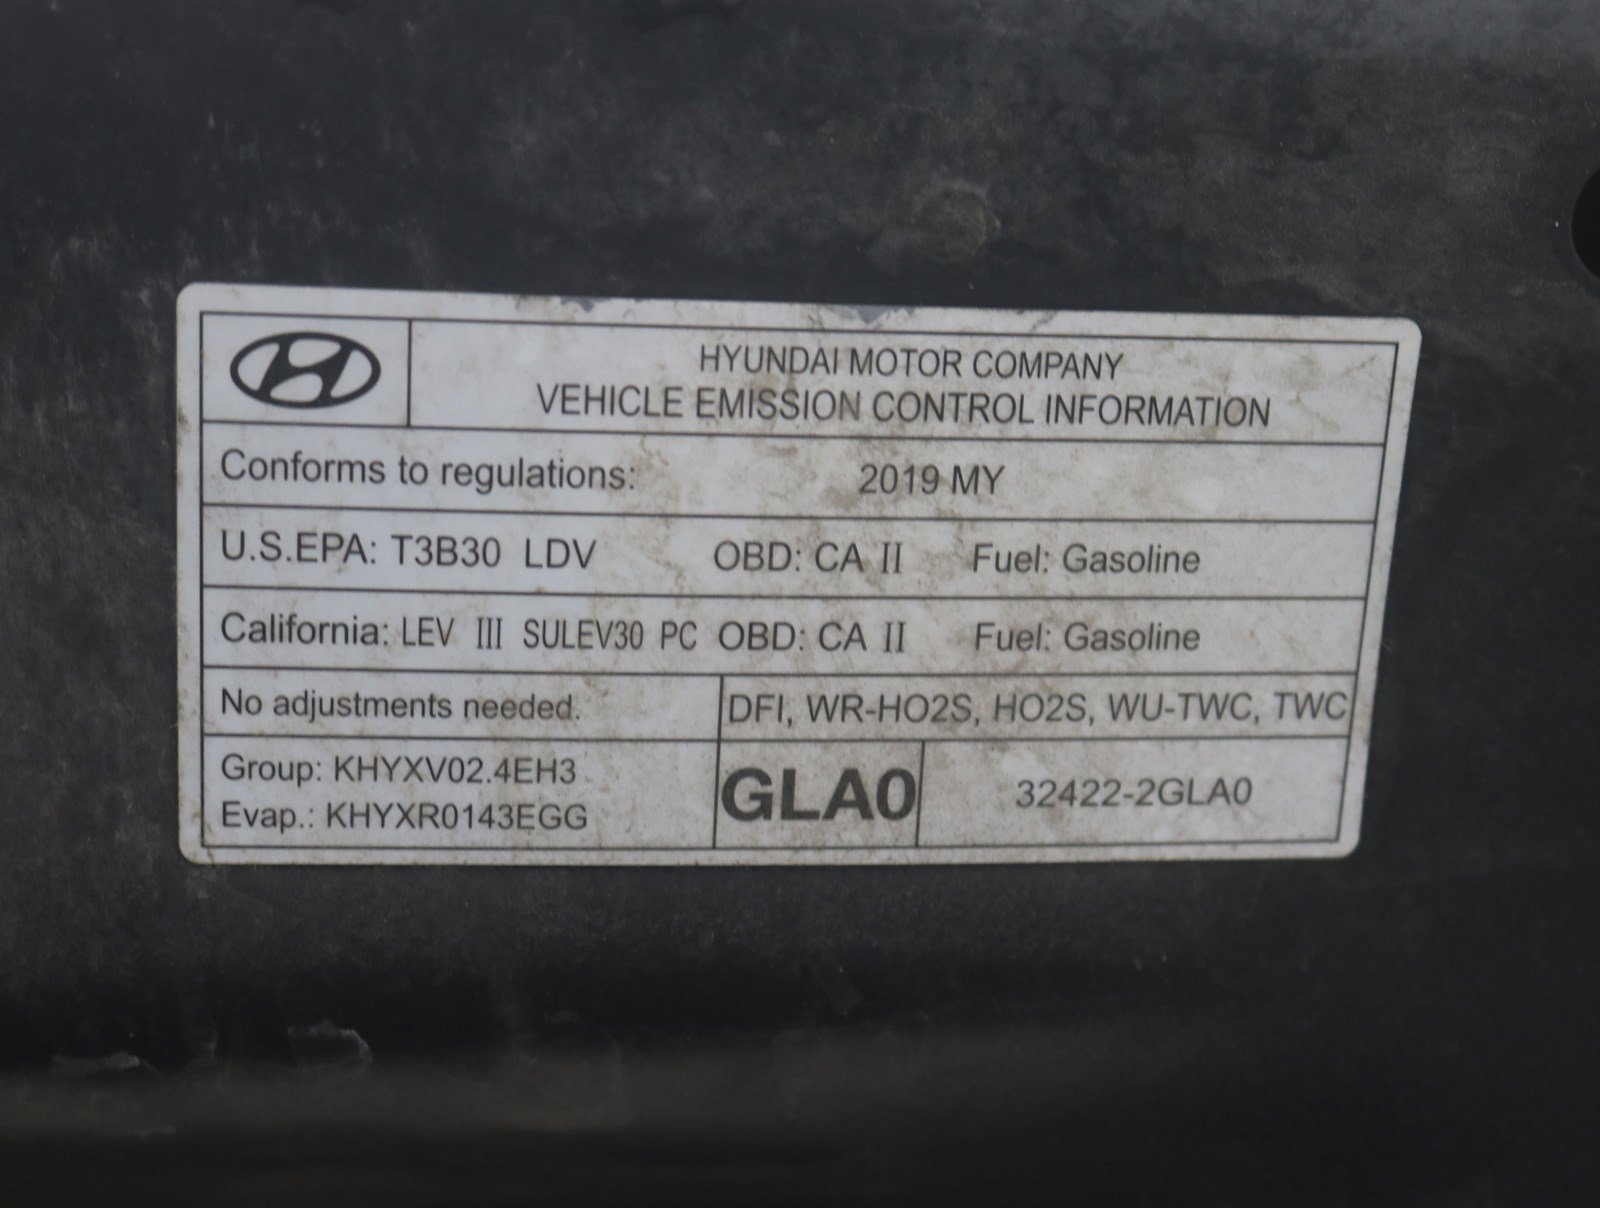 HYUNDAI MOTOR COMPANY
VEHICLE EMISSION CONTROL INFORMATION
Conforms to regulations: 2019 MY
U.S.EPA: T3B30 LDV OBD: CA II Fuel: Gasoline
California: LEV III SULEV30 PC OBD: CA II Fuel: Gasoline
No adjustments needed. DFI, WR-HO2S, HO2S, WU-TWC, TWC
Group: KHYXV02.4EH3
Evap.: KHYXR0143EGG
GLA0 32422-2GLA0